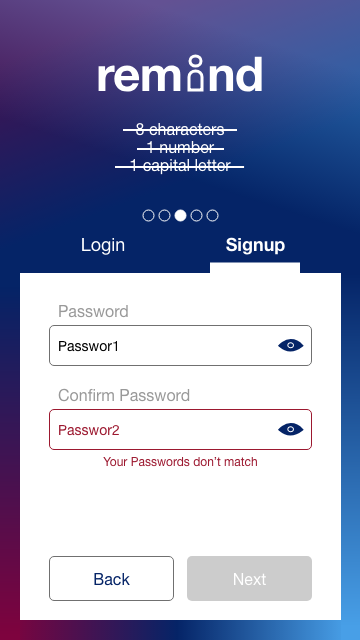 remind
8 characters
1 number
1 capital letter
Login
Signup
Password
Passwor1
Confirm Password
Passwor2
Your Passwords don’t match
Back
Next